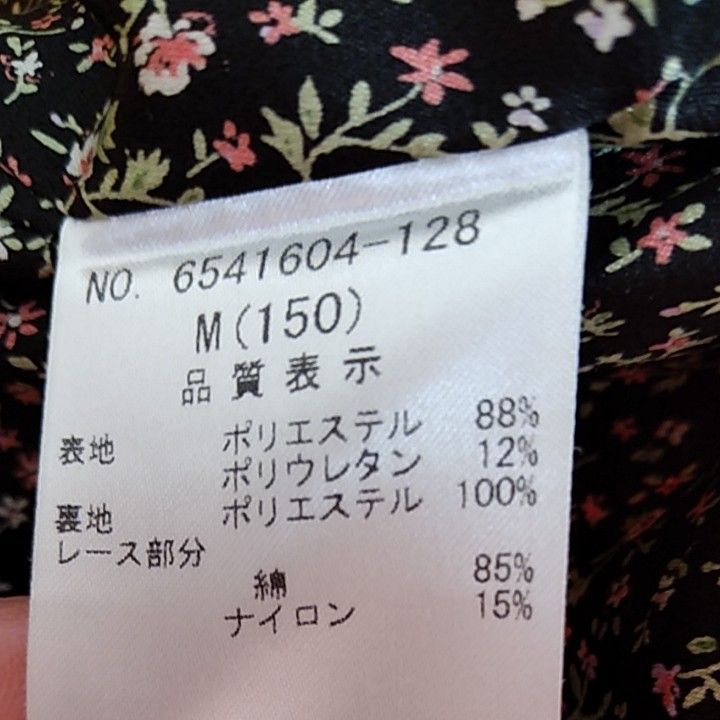 NO. 6541604-128
M(150)
品質表示
表地 ポリエステル 88%
ポリウレタン 12%
裏地 ポリエステル 100%
レース部分
綿 85%
ナイロン 15%